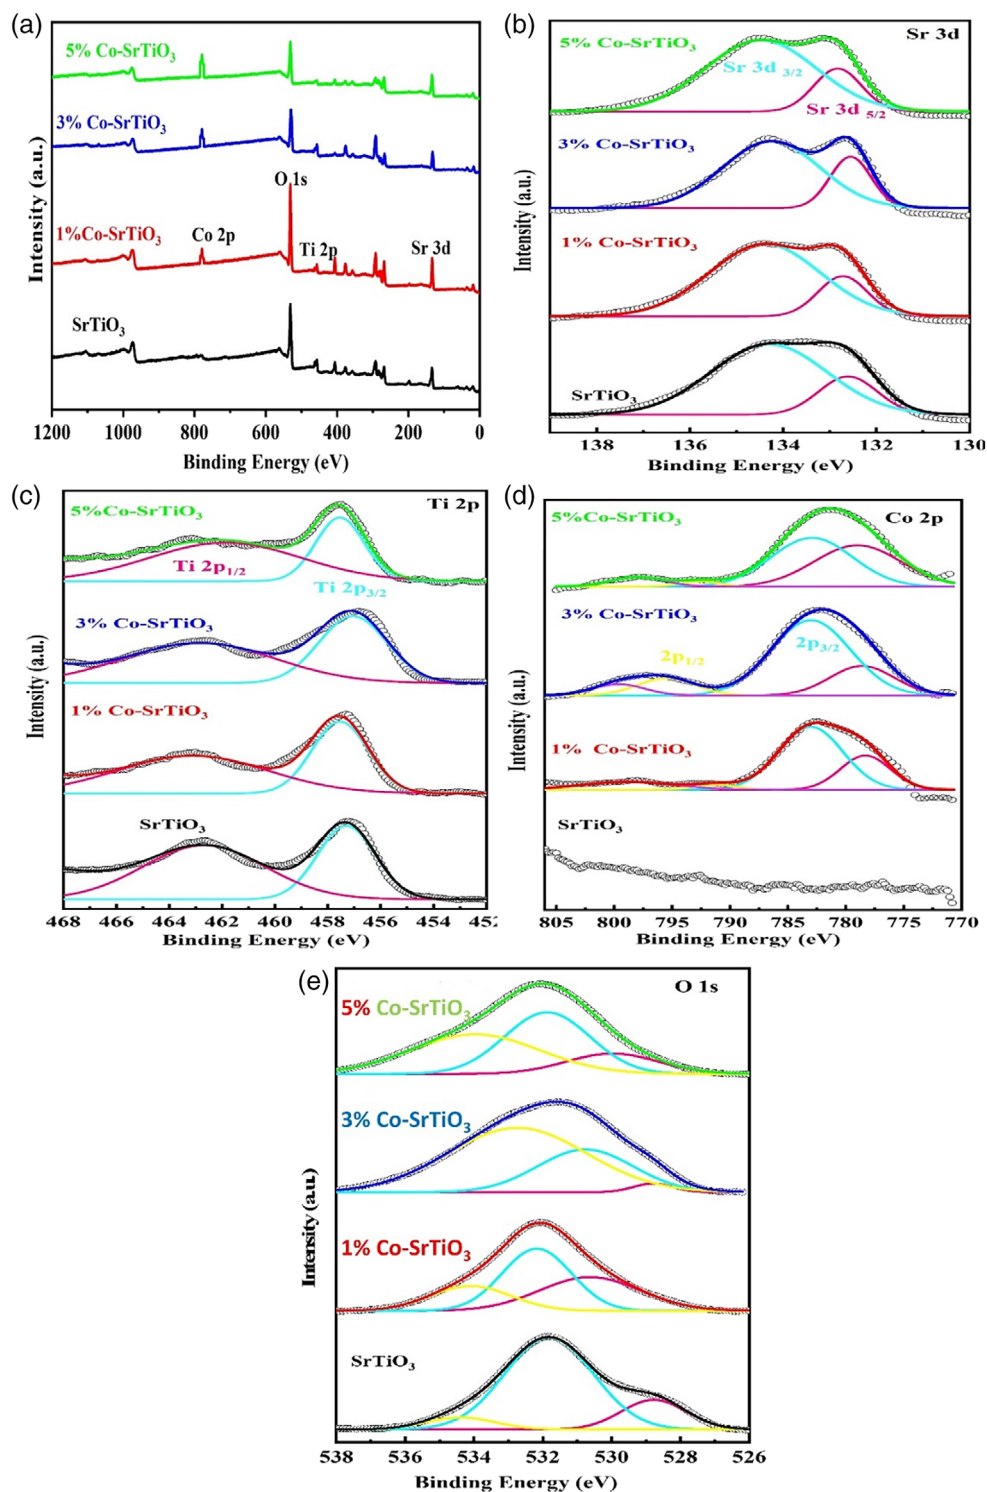 (a)
5% Co-SrTiO3
3% Co-SrTiO3
O 1s
1%Co-SrTiO3
Co 2p
Ti 2p
Sr 3d
SrTiO3
Intensity (a.u.)
1200 1000 800 600 400 200 0
Binding Energy (eV)
(b)
Sr 3d
5% Co-SrTiO3
Sr 3d 3/2
Sr 3d 5/2
3% Co-SrTiO3
1% Co-SrTiO3
SrTiO3
Intensity (a.u.)
138 136 134 132 130
Binding Energy (eV)
(c)
Ti 2p
5%Co-SrTiO3
Ti 2p1/2
Ti 2p3/2
3% Co-SrTiO3
1% Co-SrTiO3
SrTiO3
Intensity (a.u.)
468 466 464 462 460 458 456 454 452
Binding Energy (eV)
(d)
Co 2p
5%Co-SrTiO3
3% Co-SrTiO3
2p1/2
2p3/2
1% Co-SrTiO3
SrTiO3
Intensity (a.u.)
805 800 795 790 785 780 775 770
Binding Energy (eV)
(e)
O 1s
5% Co-SrTiO3
3% Co-SrTiO3
1% Co-SrTiO3
SrTiO3
Intensity (a.u.)
538 536 534 532 530 528 526
Binding Energy (eV)